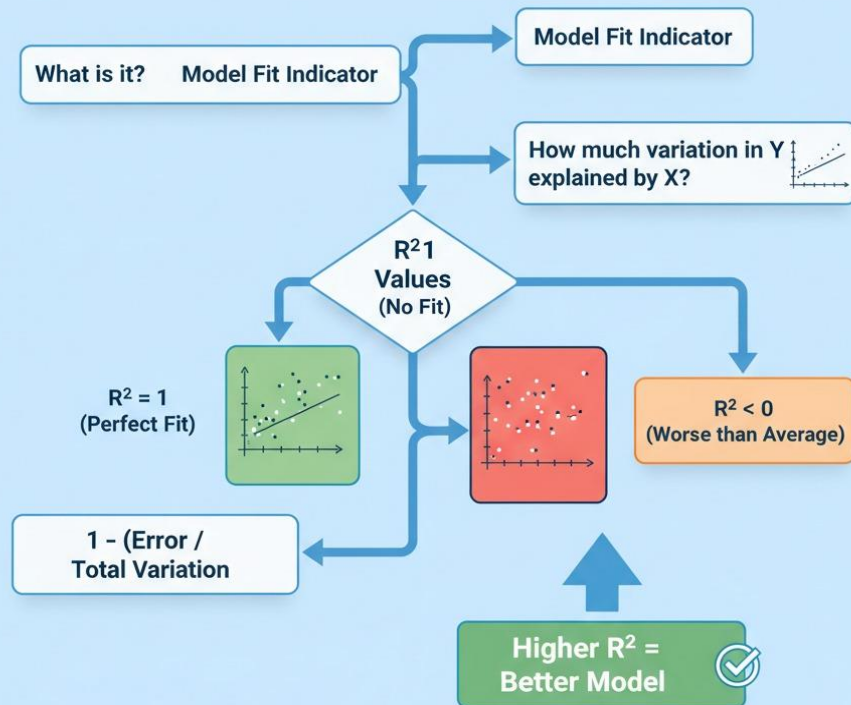 Model Fit Indicator
What is it? Model Fit Indicator
How much variation in Y
explained by X?
R²1
Values
(No Fit)
R² = 1
(Perfect Fit)
R² < 0
(Worse than Average)
1 - (Error /
Total Variation
Higher R² =
Better Model